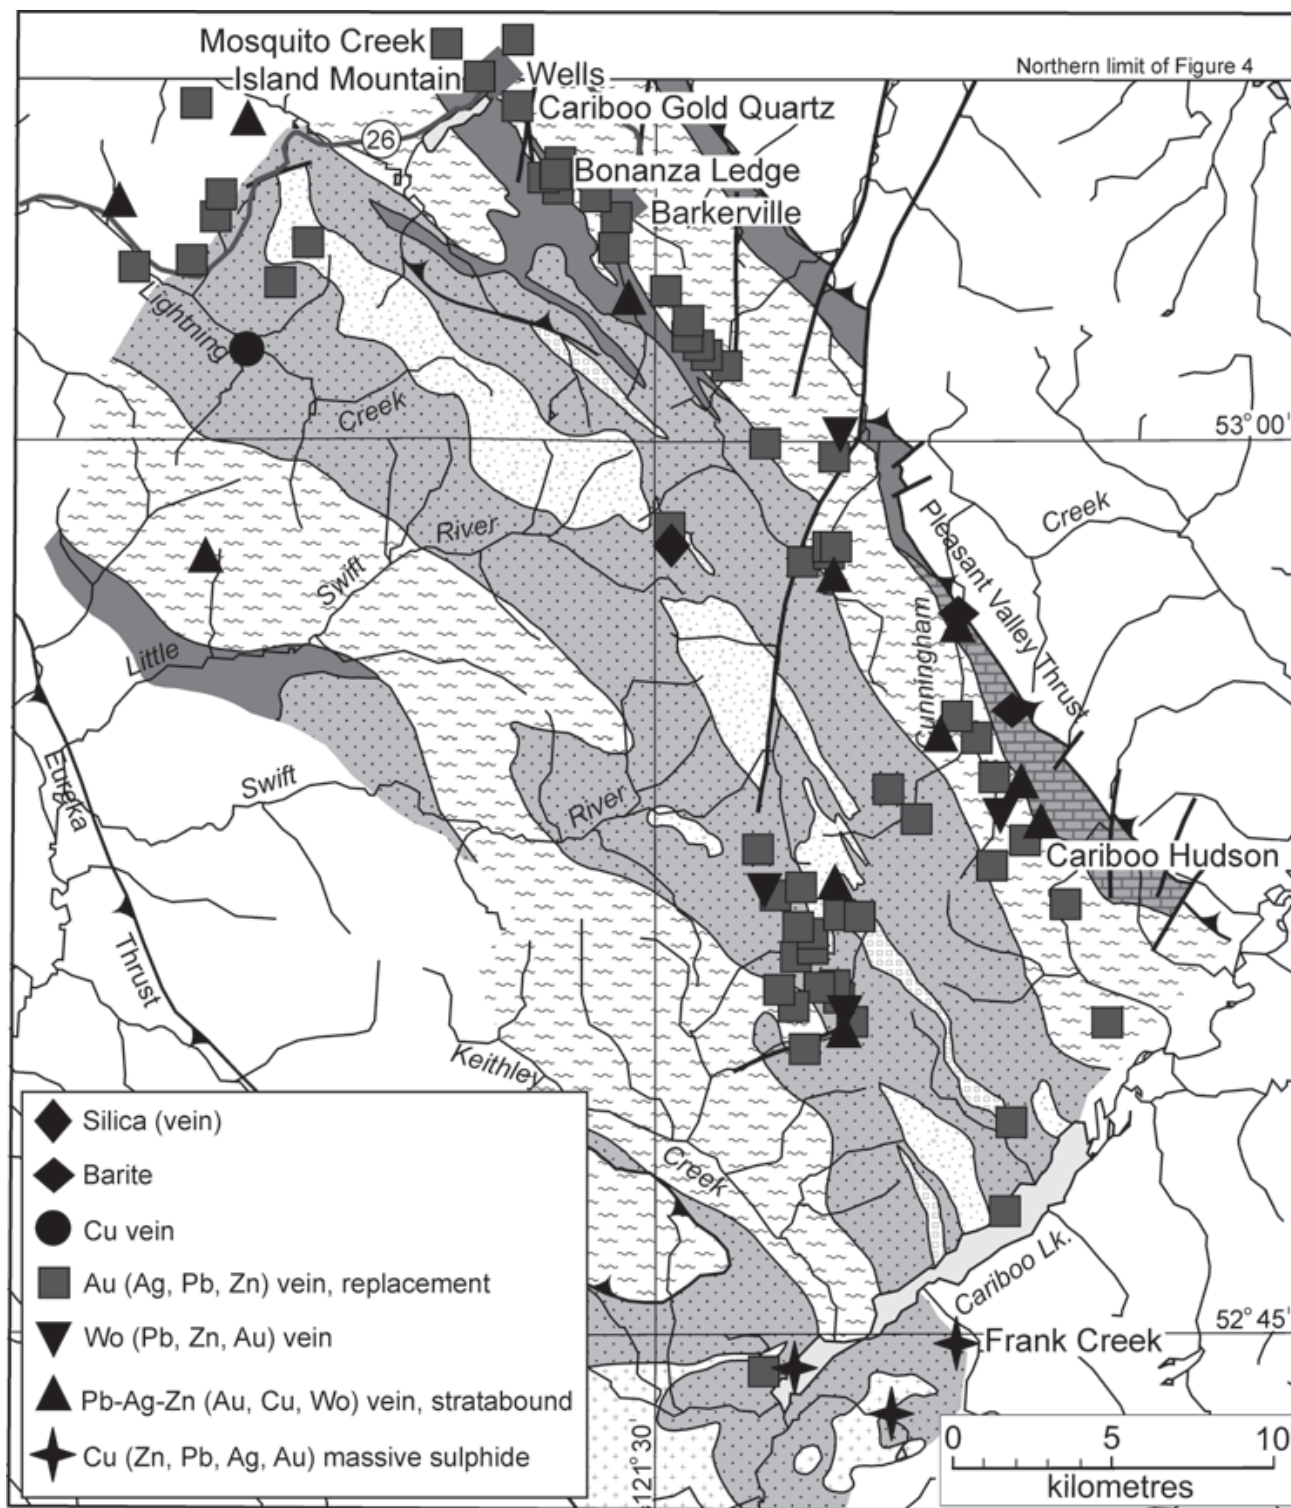 Mosquito Creek
Northern limit of Figure 4
Island Mountain
Wells
Cariboo Gold Quartz
26
Bonanza Ledge
Barkerville
Lightning
Creek
53° 00'
River
Swift
Creek
Pleasant Valley Thrust
Cunningham
Little
Eureka
Swift
River
Cariboo Hudson
Thrust
Keithley
Creek
Cariboo Lk.
52° 45'
Frank Creek
121° 30'
Silica (vein)
Barite
Cu vein
Au (Ag, Pb, Zn) vein, replacement
Wo (Pb, Zn, Au) vein
Pb-Ag-Zn (Au, Cu, Wo) vein, stratabound
Cu (Zn, Pb, Ag, Au) massive sulphide
0 5 10
kilometres